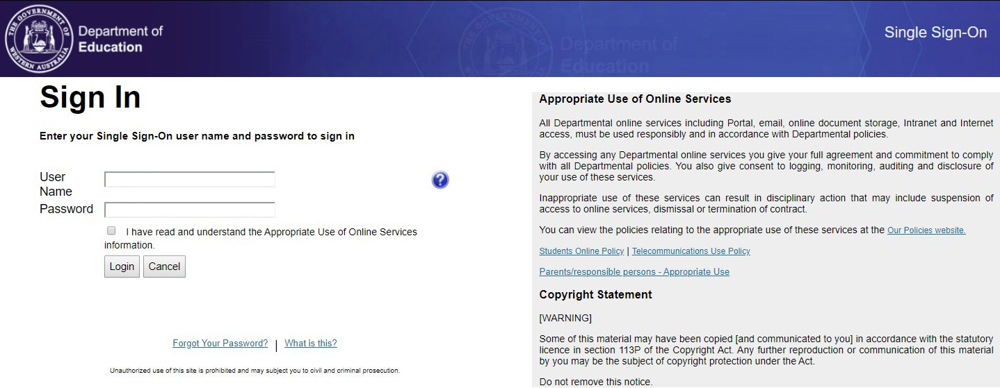 THE GOVERNMENT OF
WESTERN AUSTRALIA
Department of
Education
Department of
Education
Single Sign-On
Sign In
Enter your Single Sign-On user name and password to sign in
User
Name
?
Password
I have read and understand the Appropriate Use of Online Services
information.
Login Cancel
Forgot Your Password? | What is this?
Unauthorized use of this site is prohibited and may subject you to civil and criminal prosecution.
Appropriate Use of Online Services
All Departmental online services including Portal, email, online document storage, Intranet and Internet
access, must be used responsibly and in accordance with Departmental policies.
By accessing any Departmental online services you give your full agreement and commitment to comply
with all Departmental policies. You also give consent to logging, monitoring, auditing and disclosure of
your use of these services.
Inappropriate use of these services can result in disciplinary action that may include suspension of
access to online services, dismissal or termination of contract.
You can view the policies relating to the appropriate use of these services at the Our Policies website.
Students Online Policy | Telecommunications Use Policy
Parents/responsible persons - Appropriate Use
Copyright Statement
[WARNING]
Some of this material may have been copied [and communicated to you] in accordance with the statutory
licence in section 113P of the Copyright Act. Any further reproduction or communication of this material
by you may be the subject of copyright protection under the Act.
Do not remove this notice.